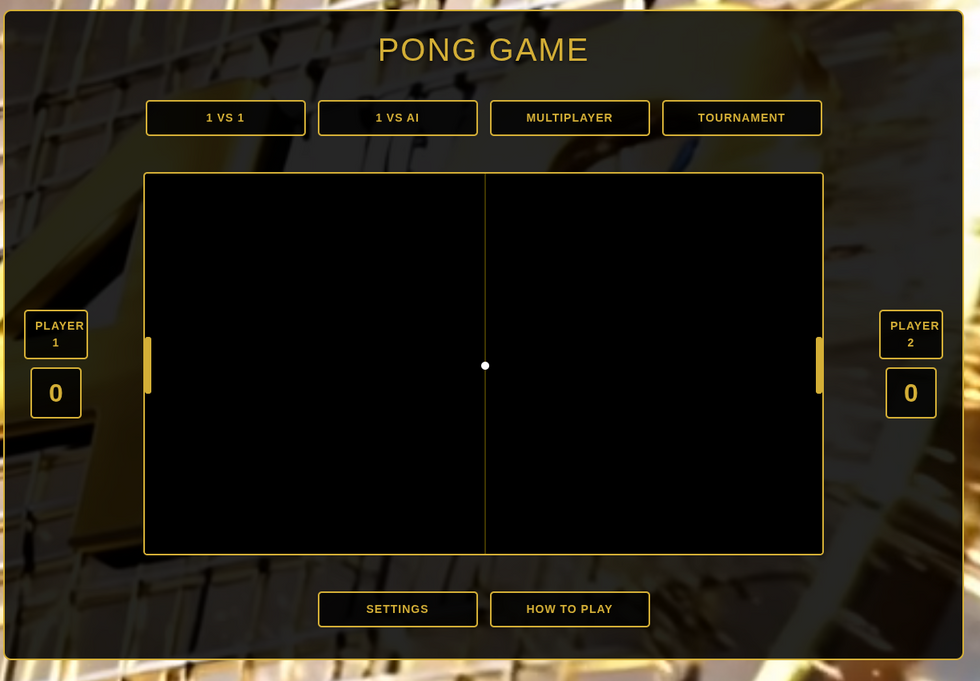 PONG GAME
1 VS 1
1 VS AI
MULTIPLAYER
TOURNAMENT
PLAYER
1
0
PLAYER
2
0
SETTINGS
HOW TO PLAY